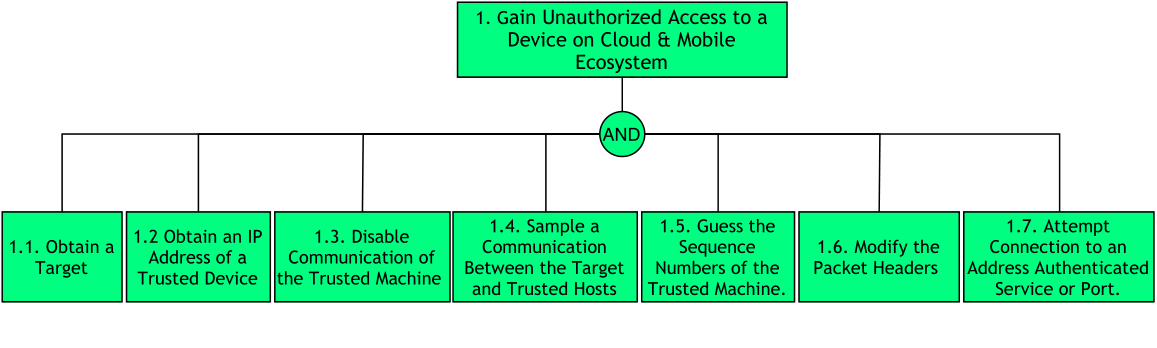 1. Gain Unauthorized Access to a
Device on Cloud & Mobile
Ecosystem
AND
1.1. Obtain a
Target
1.2 Obtain an IP
Address of a
Trusted Device
1.3. Disable
Communication of
the Trusted Machine
1.4. Sample a
Communication
Between the Target
and Trusted Hosts
1.5. Guess the
Sequence
Numbers of the
Trusted Machine.
1.6. Modify the
Packet Headers
1.7. Attempt
Connection to an
Address Authenticated
Service or Port.